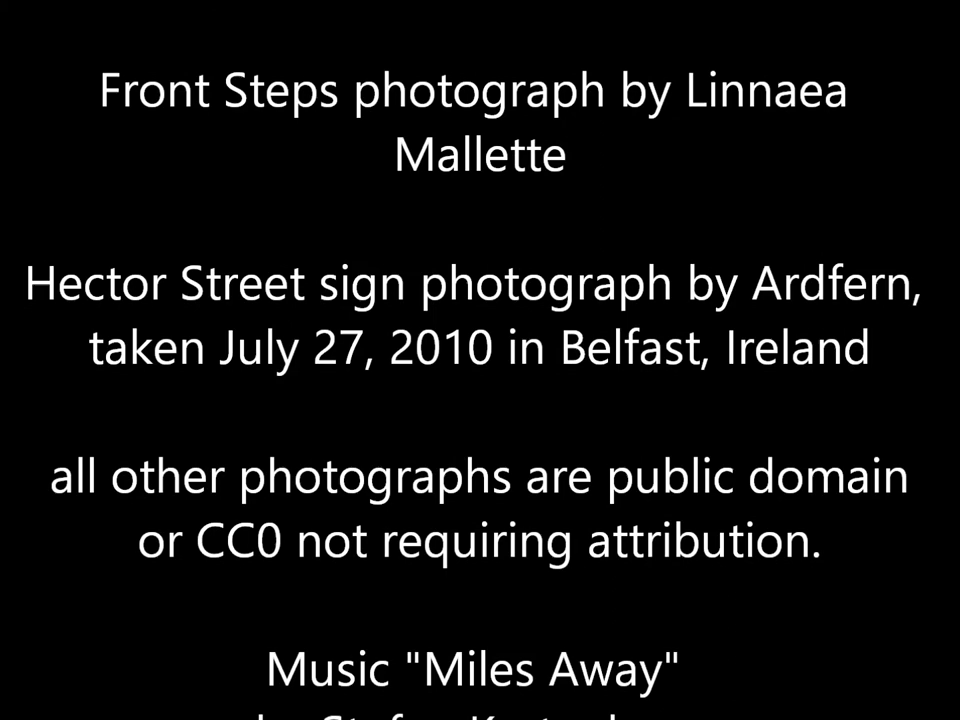 Front Steps photograph by Linnaea
Mallette
Hector Street sign photograph by Ardfern,
taken July 27, 2010 in Belfast, Ireland
all other photographs are public domain
or CC0 not requiring attribution.
Music "Miles Away"